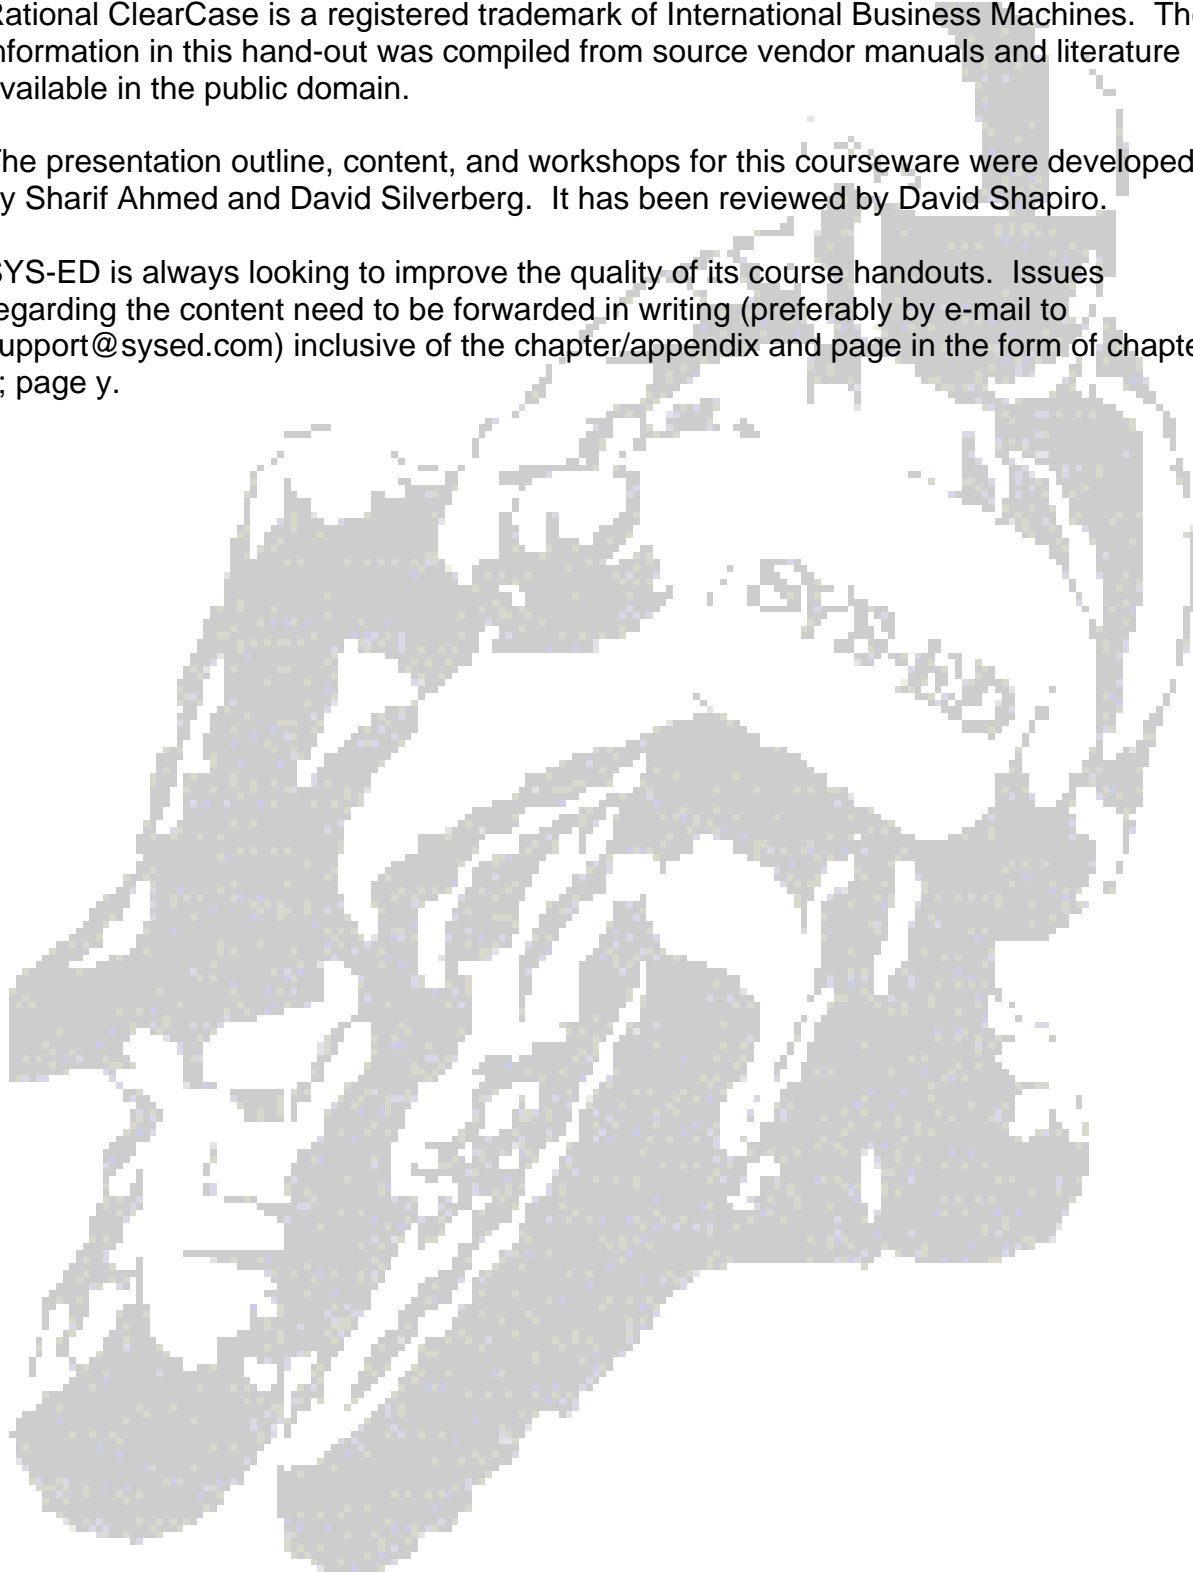 Rational ClearCase is a registered trademark of International Business Machines. The
information in this hand-out was compiled from source vendor manuals and literature
available in the public domain.
The presentation outline, content, and workshops for this courseware were developed
by Sharif Ahmed and David Silverberg. It has been reviewed by David Shapiro.
SYS-ED is always looking to improve the quality of its course handouts. Issues
regarding the content need to be forwarded in writing (preferably by e-mail to
support@sysed.com) inclusive of the chapter/appendix and page in the form of chapter
; page y.
SYS-ED